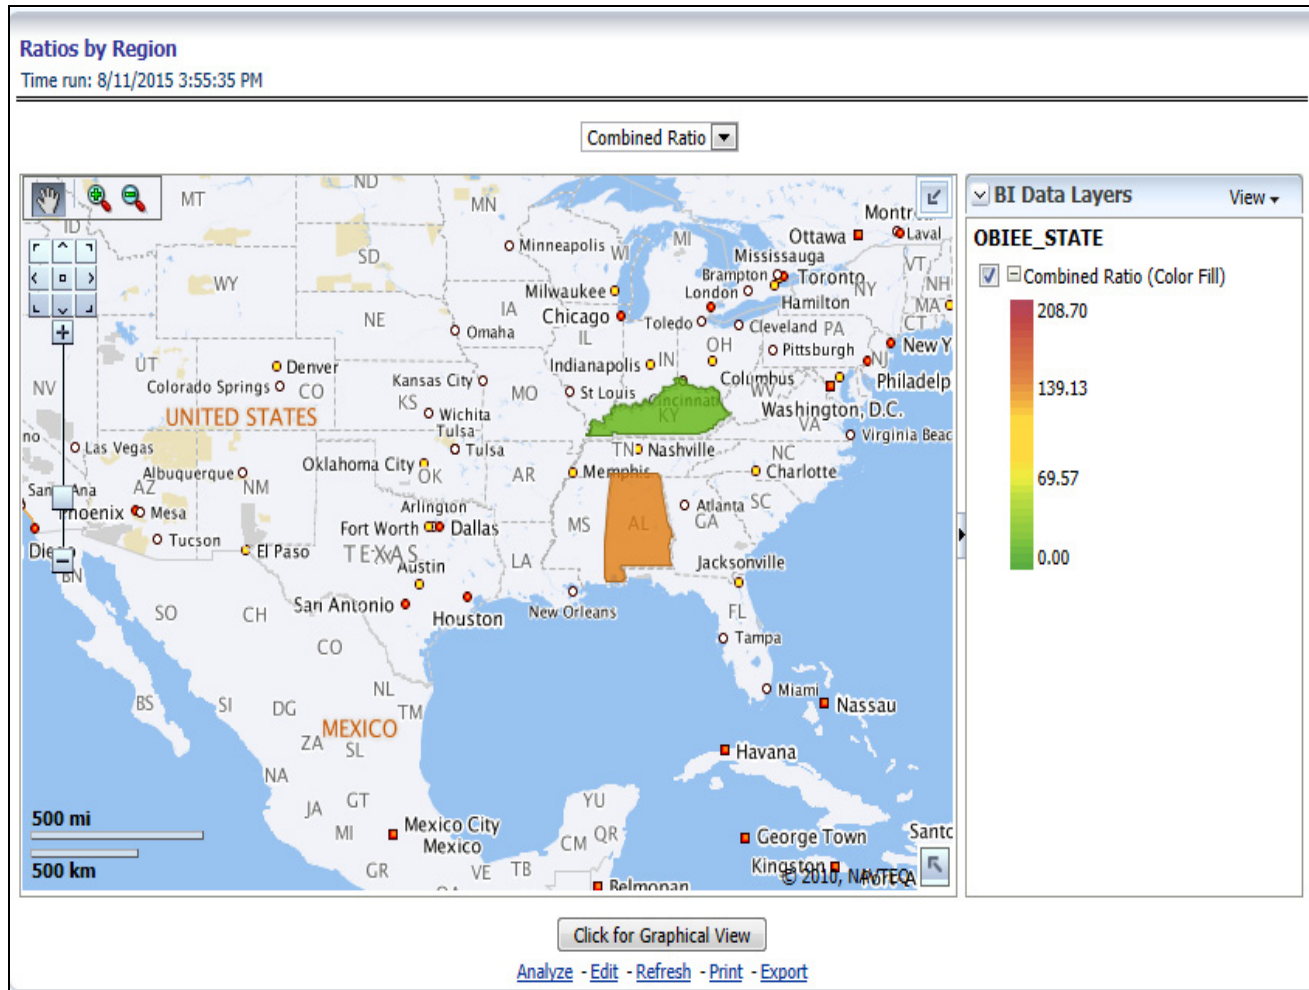 Ratios by Region
Time run: 8/11/2015 3:55:35 PM
Combined Ratio
BI Data Layers View
OBIEE_STATE
Combined Ratio (Color Fill)
208.70
139.13
69.57
0.00
ND
MT
MN
Montr
Ottawa
Laval
ID
Minneapolis
WI
MI
SD
Mississauga
VT
Brampton
Toronto
WY
Milwaukee
London
NY
NH
Hamilton
MA
IA
NE
Chicago
Toledo
Cleveland
PA
CT
Omaha
IL
OH
New Y
Pittsburgh
UT
Denver
Indianapolis
IN
NJ
Colorado Springs
CO
Kansas City
MO
St Louis
Columbus
Philadelp
NV
KS
Cincinnati
WV
UNITED STATES
Wichita
KY
Washington, D.C.
VA
Tulsa
Virginia Beac
no
Las Vegas
Tulsa
TN
Nashville
NC
Albuquerque
Oklahoma City
OK
AR
Memphis
Charlotte
San
Ana
AZ
NM
Phoenix
Mesa
Arlington
Atlanta
SC
Fort Worth
Dallas
MS
AL
GA
Tucson
El Paso
TEXAS
LA
Jacksonville
Die
BN
Austin
San Antonio
Houston
New Orleans
FL
SO
CH
Tampa
CO
NL
Miami
BS
SI
DG
TM
Nassau
MEXICO
ZA
SL
Havana
NA
JA
GT
YU
500 mi
MI
Mexico City
Mexico
CM
QR
George Town
Santo
500 km
GR
VE
TB
Kingston
Belmopan
© 2010, NAVTEQ
Click for Graphical View
Analyze - Edit - Refresh - Print - Export